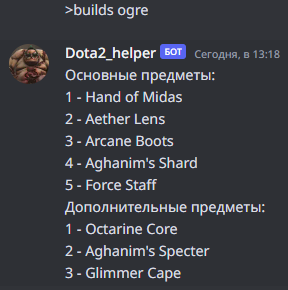 >builds ogre
Dota2_helper БОТ Сегодня, в 13:18
Основные предметы:
1 - Hand of Midas
2 - Aether Lens
3 - Arcane Boots
4 - Aghanim's Shard
5 - Force Staff
Дополнительные предметы:
1 - Octarine Core
2 - Aghanim's Specter
3 - Glimmer Cape